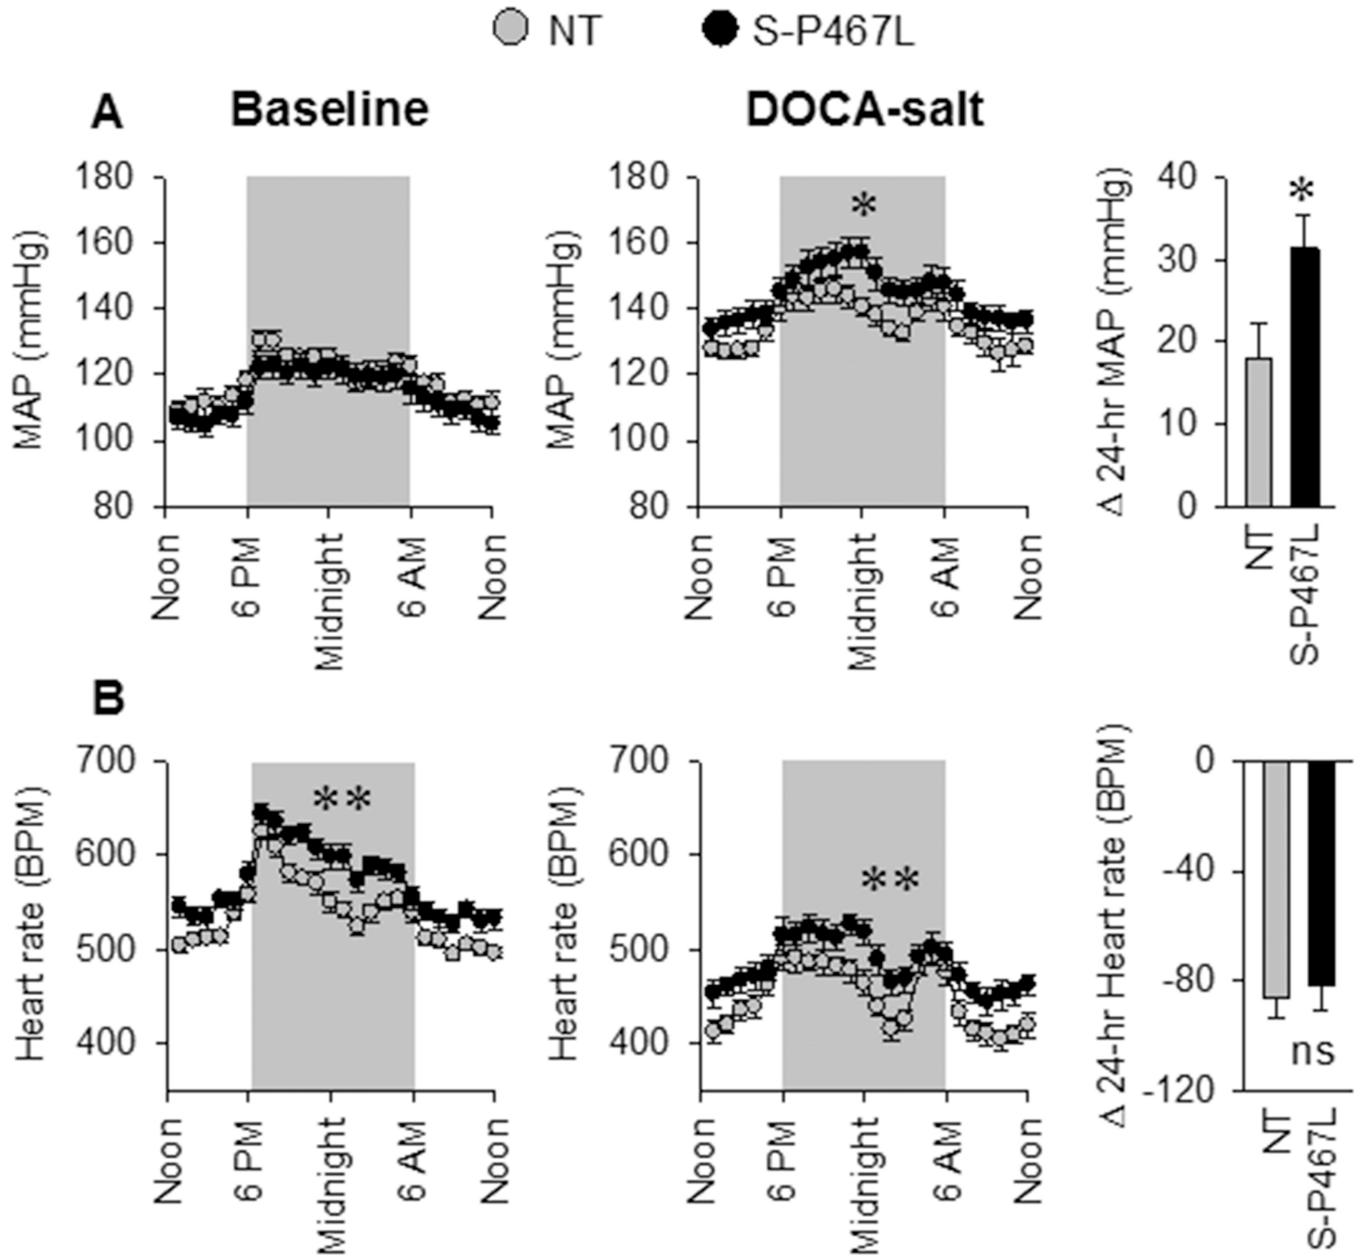 NT S-P467L
A Baseline DOCA-salt
MAP (mmHg)
180
160
140
120
100
80
Noon
6 PM
Midnight
6 AM
Noon
MAP (mmHg)
180
160
140
120
100
80
*
Noon
6 PM
Midnight
6 AM
Noon
Δ 24-hr MAP (mmHg)
40
30
20
10
0
*
NT
S-P467L
B
Heart rate (BPM)
700
600
500
400
**
Noon
6 PM
Midnight
6 AM
Noon
Heart rate (BPM)
700
600
500
400
**
Noon
6 PM
Midnight
6 AM
Noon
Δ 24-hr Heart rate (BPM)
0
-40
-80
-120
ns
NT
S-P467L